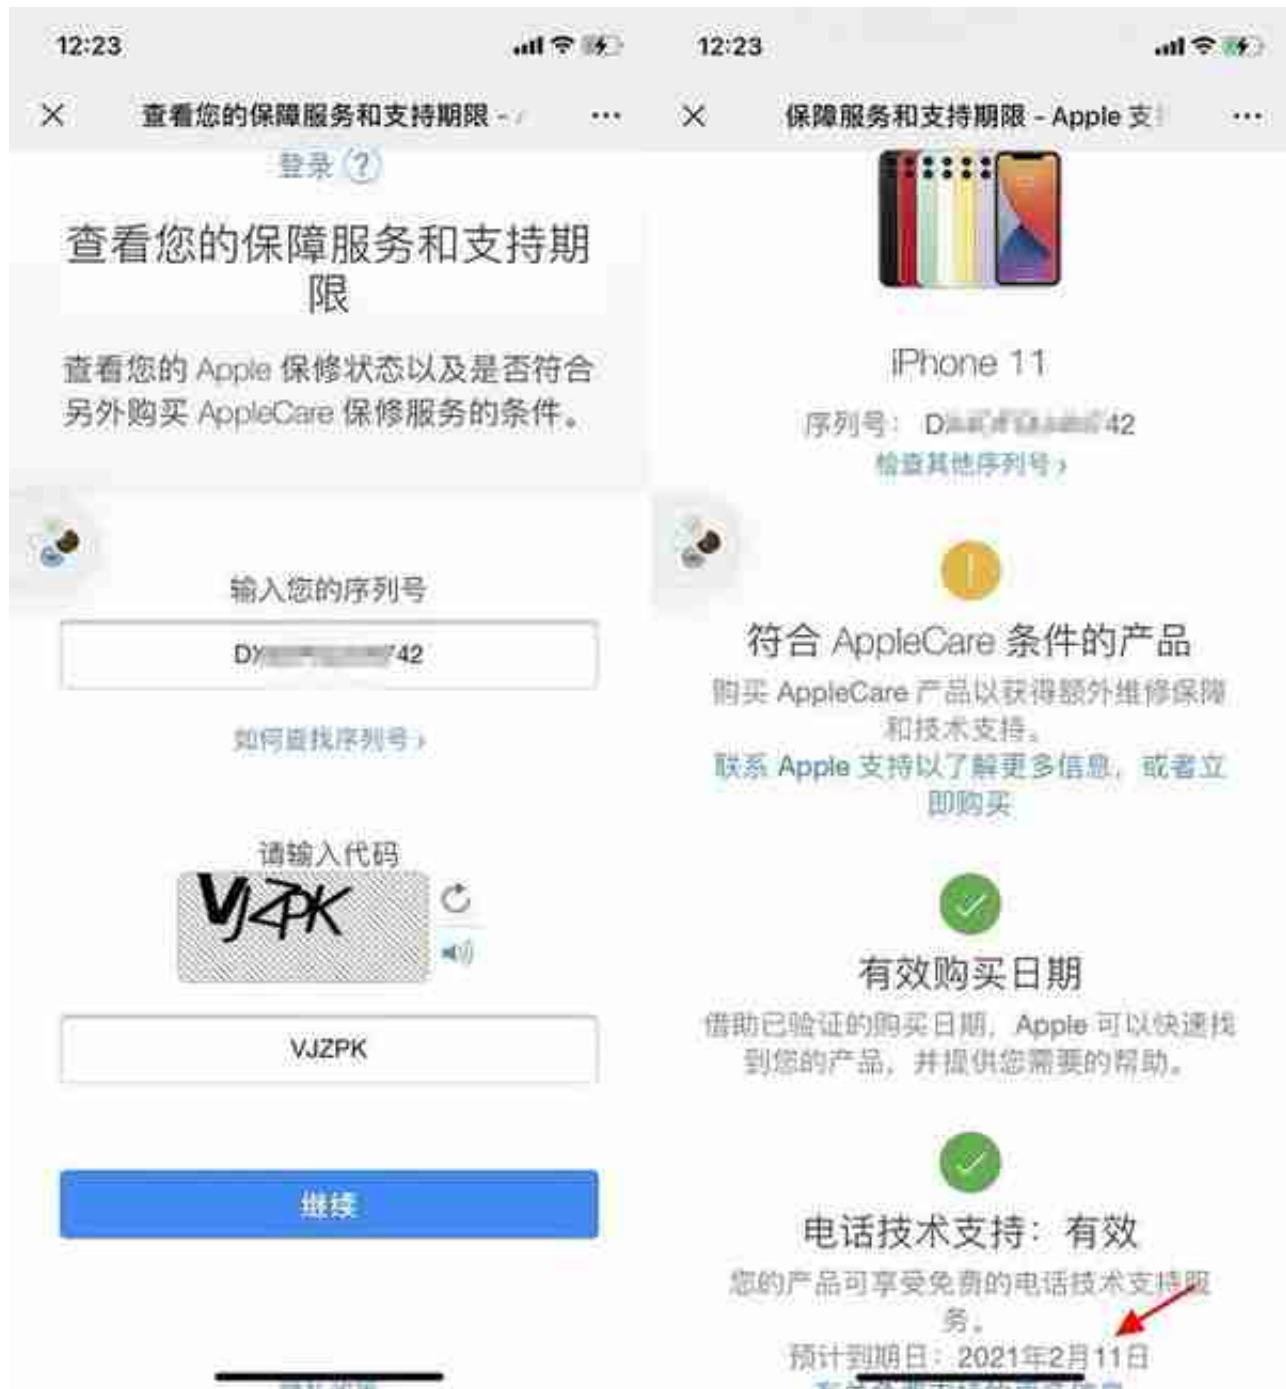 12:23
查看您的保障服务和支持期限 -
登录 (?)
查看您的保障服务和支持期
限
查看您的 Apple 保修状态以及是否符合
另外购买 AppleCare 保修服务的条件。
输入您的序列号
42
如何查找序列号 ›
请输入代码
VJZPK
VJZPK
继续
12:23
保障服务和支持期限 - Apple 支
iPhone 11
序列号： D 42
检查其他序列号 ›
符合 AppleCare 条件的产品
购买 AppleCare 产品以获得额外维修保障
和技术支持。
联系 Apple 支持以了解更多信息，或者立
即购买
有效购买日期
借助已验证的购买日期，Apple 可以快速找
到您的产品，并提供您需要的帮助。
电话技术支持：有效
您的产品可享受免费的电话技术支持服
务。
预计到期日：2021年2月11日